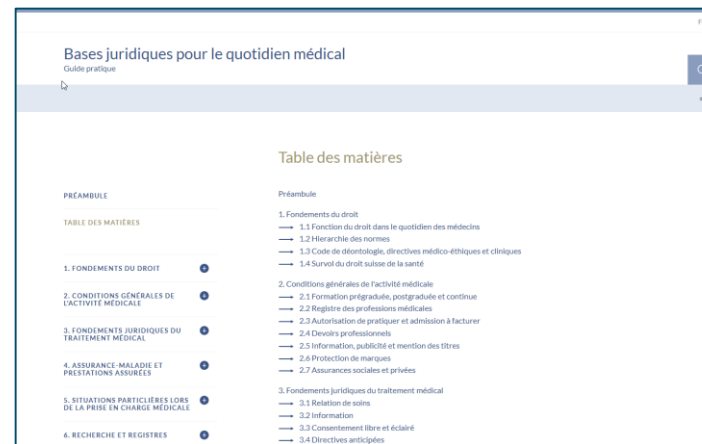 F
Bases juridiques pour le quotidien médical
Guide pratique
Table des matières
PRÉAMBULE
TABLE DES MATIÈRES
1. FONDEMENTS DU DROIT
2. CONDITIONS GÉNÉRALES DE
L'ACTIVITÉ MÉDICALE
3. FONDEMENTS JURIDIQUES DU
TRAITEMENT MÉDICAL
4. ASSURANCE-MALADIE ET
PRESTATIONS ASSURÉES
5. SITUATIONS PARTICLIÈRES LORS
DE LA PRISE EN CHARGE MÉDICALE
6. RECHERCHE ET REGISTRES
Préambule
1. Fondements du droit
1.1 Fonction du droit dans le quotidien des médecins
1.2 Hierarchie des normes
1.3 Code de déontologie, directives médico-éthiques et cliniques
1.4 Survol du droit suisse de la santé
2. Conditions générales de l'activité médicale
2.1 Formation prégraduée, postgraduée et continue
2.2 Registre des professions médicales
2.3 Autorisation de pratiquer et admission à facturer
2.4 Devoirs professionnels
2.5 Information, publicité et mention des titres
2.6 Protection de marques
2.7 Assurances sociales et privées
3. Fondements juridiques du traitement médical
3.1 Relation de soins
3.2 Information
3.3 Consentement libre et éclairé
3.4 Directives anticipées